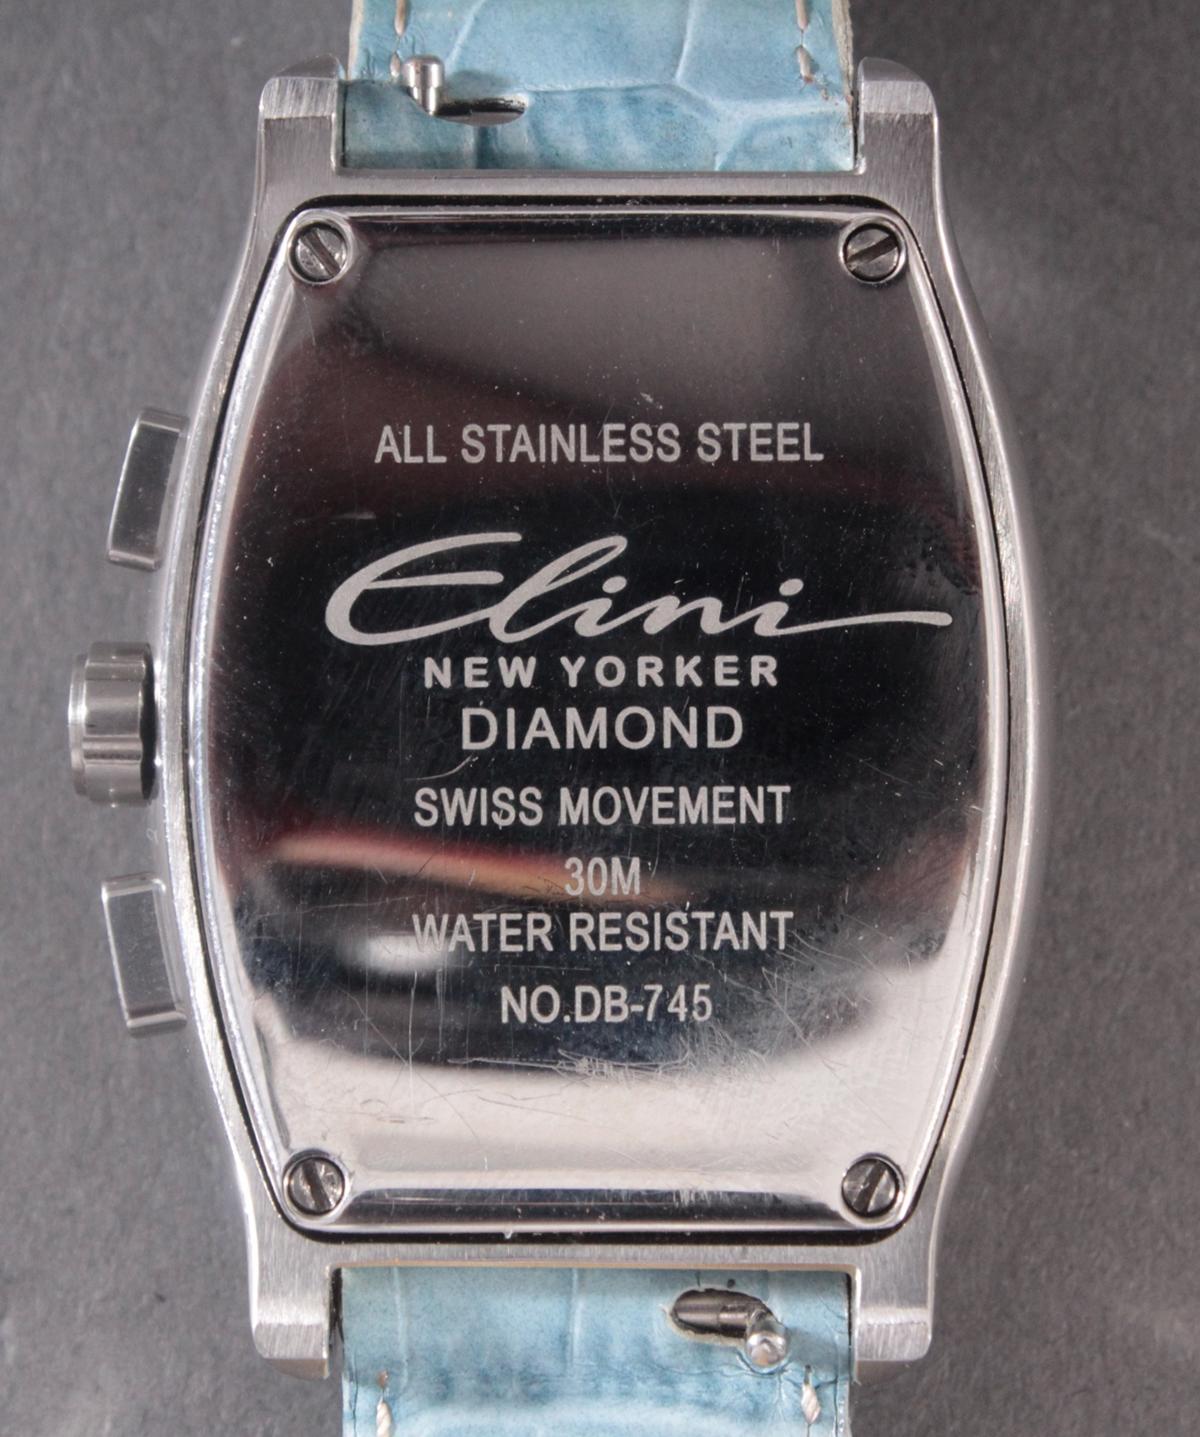 ALL STAINLESS STEEL
Elini
NEW YORKER
DIAMOND
SWISS MOVEMENT
30M
WATER RESISTANT
NO.DB-745